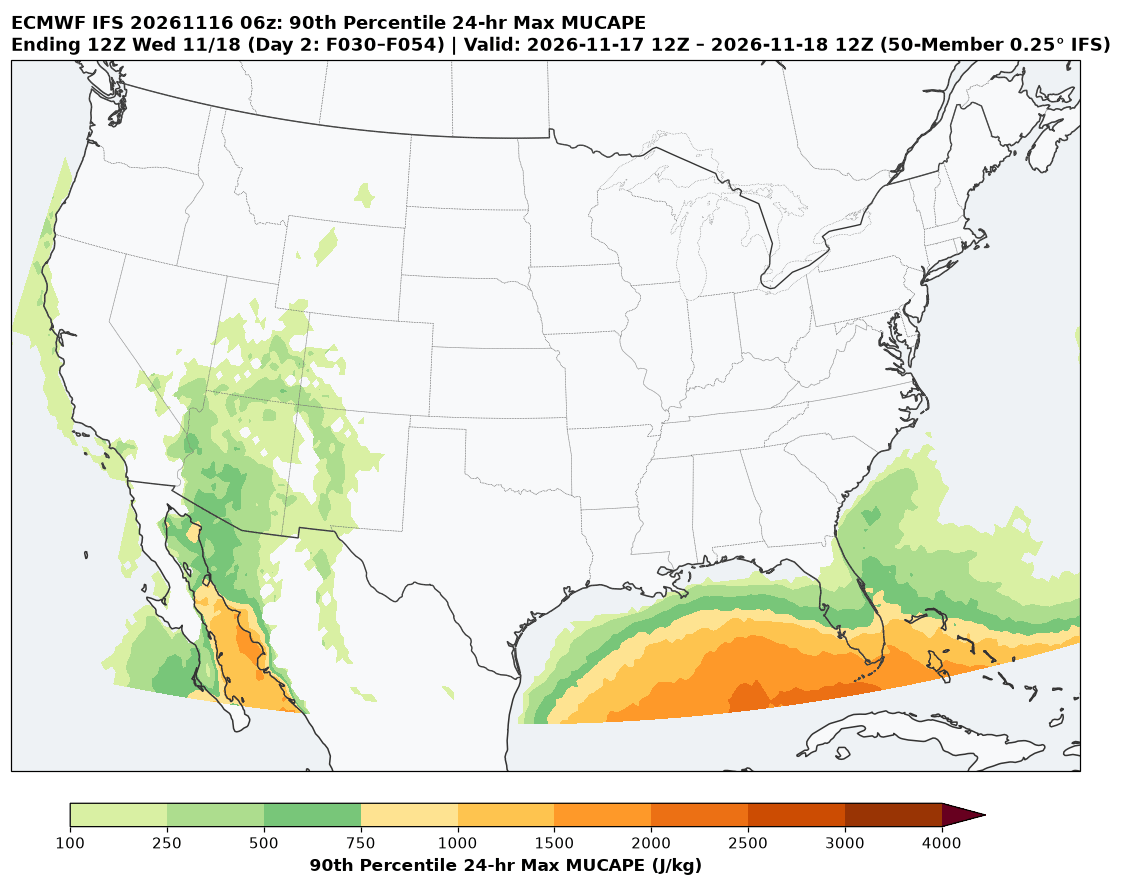 ECMWF IFS 20261116 06z: 90th Percentile 24-hr Max MUCAPE
Ending 12Z Wed 11/18 (Day 2: F030–F054) | Valid: 2026-11-17 12Z – 2026-11-18 12Z (50-Member 0.25° IFS)
100 250 500 750 1000 1500 2000 2500 3000 4000
90th Percentile 24-hr Max MUCAPE (J/kg)